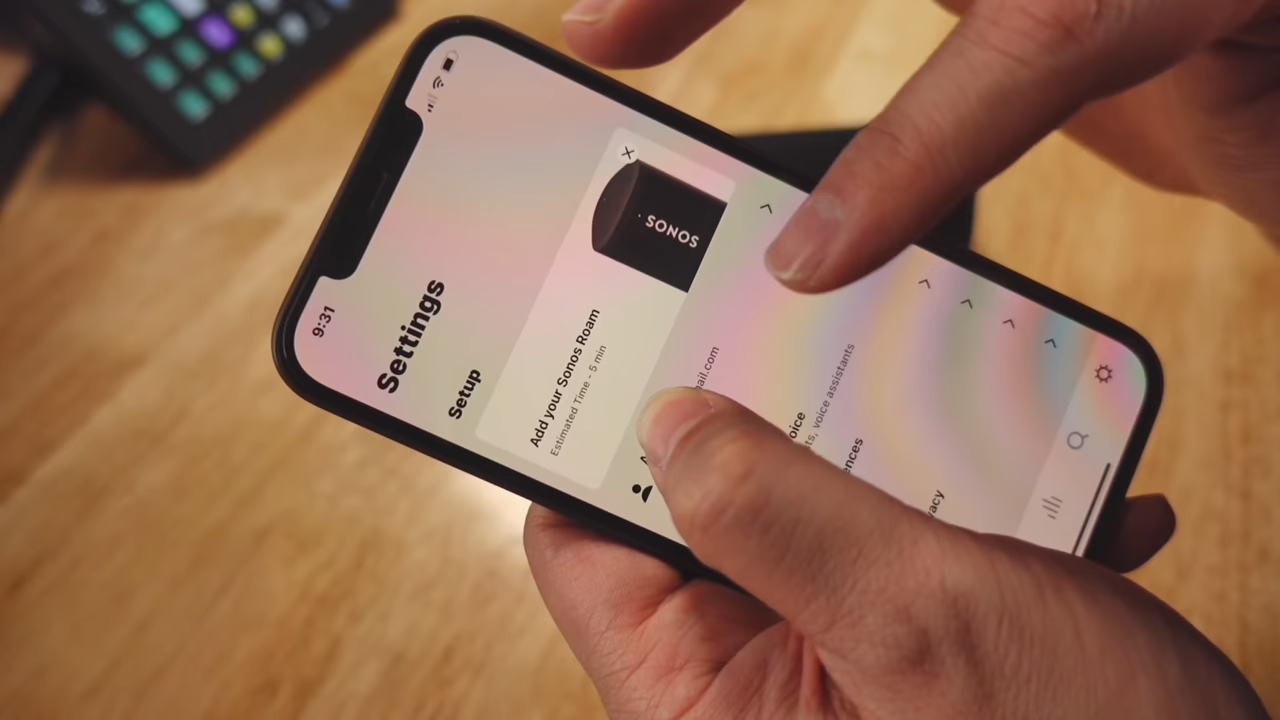 9:31
Settings
Setup
SONOS
Add your Sonos Roam
Estimated Time - 5 min
ail.com
oice
ts, voice assistants
ences
vacy